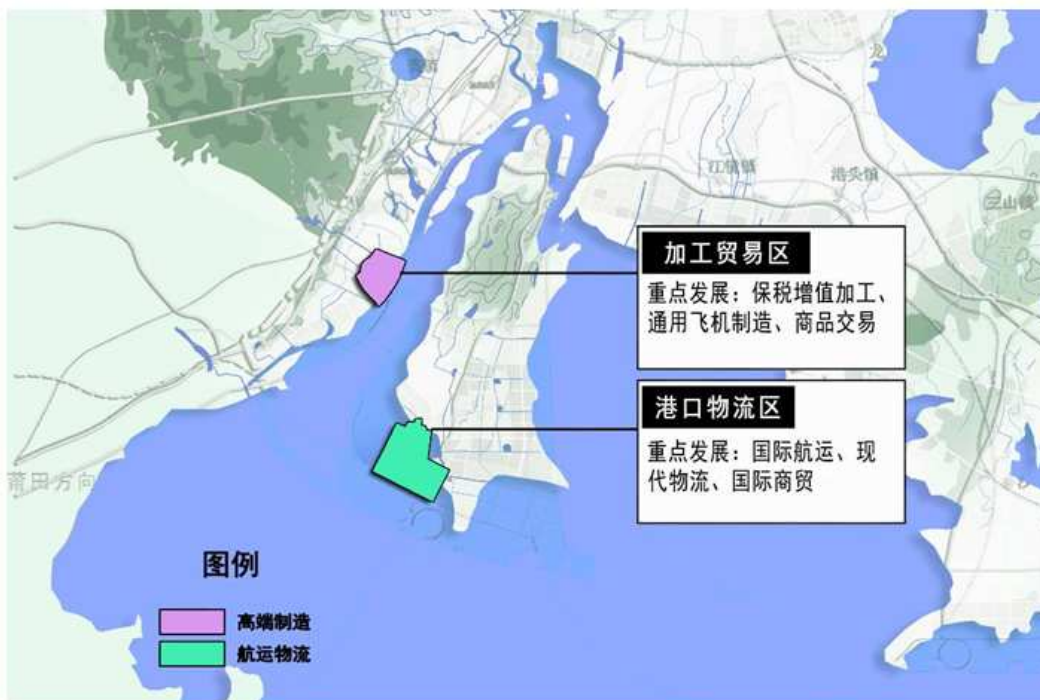 江镜镇
港头镇
三山镇
加工贸易区
重点发展：保税增值加工、
通用飞机制造、商品交易
港口物流区
重点发展：国际航运、现
代物流、国际商贸
莆田方向
图例
高端制造
航运物流